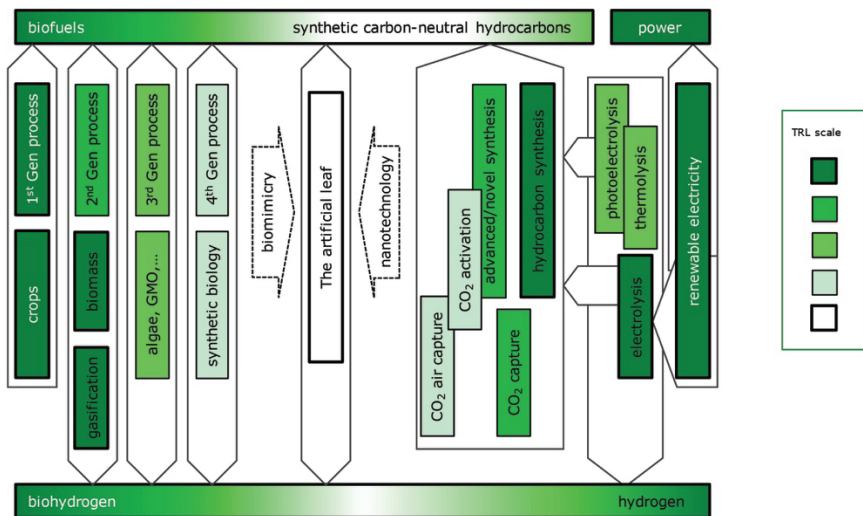 biofuels
synthetic carbon-neutral hydrocarbons
power
1st Gen process
2nd Gen process
3rd Gen process
4th Gen process
crops
biomass
gasification
algae, GMO,...
synthetic biology
biomimicry
The artificial leaf
nanotechnology
CO2 air capture
CO2 activation
advanced/novel synthesis
CO2 capture
hydrocarbon synthesis
photoelectrolysis
thermolysis
electrolysis
renewable electricity
TRL scale
biohydrogen
hydrogen